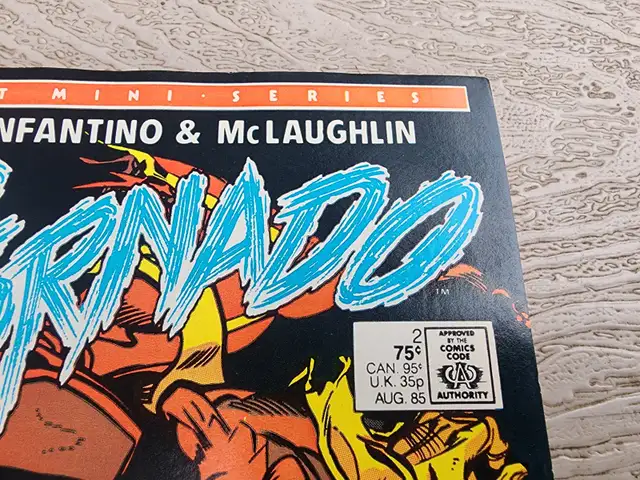 T MINI-SERIES
NFANTINO & McLAUGHLIN
RNADO
TM
2
75¢
CAN. 95¢
U.K. 35p
AUG. 85
APPROVED
BY THE
COMICS
CODE
CA
AUTHORITY